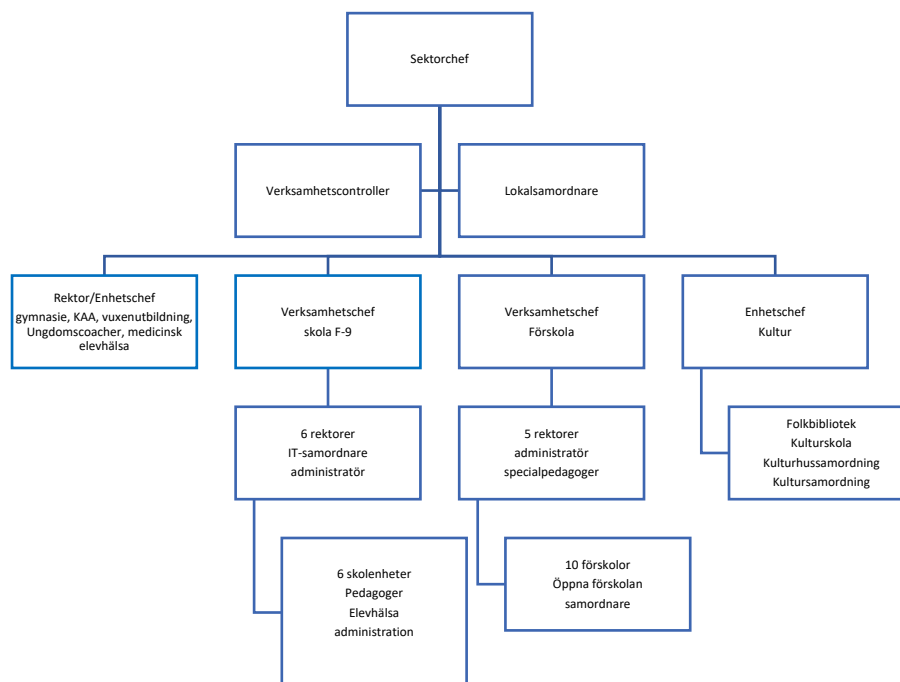 Sektorchef
Verksamhetscontroller
Lokalsamordnare
Rektor/Enhetschef
gymnasie, KAA, vuxenutbildning,
Ungdomscoacher, medicinsk
elevhälsa
Verksamhetschef
skola F-9
Verksamhetschef
Förskola
Enhetschef
Kultur
6 rektorer
IT-samordnare
administratör
5 rektorer
administratör
specialpedagoger
Folkbibliotek
Kulturskola
Kulturhussamordning
Kultursamordning
6 skolenheter
Pedagoger
Elevhälsa
administration
10 förskolor
Öppna förskolan
samordnare